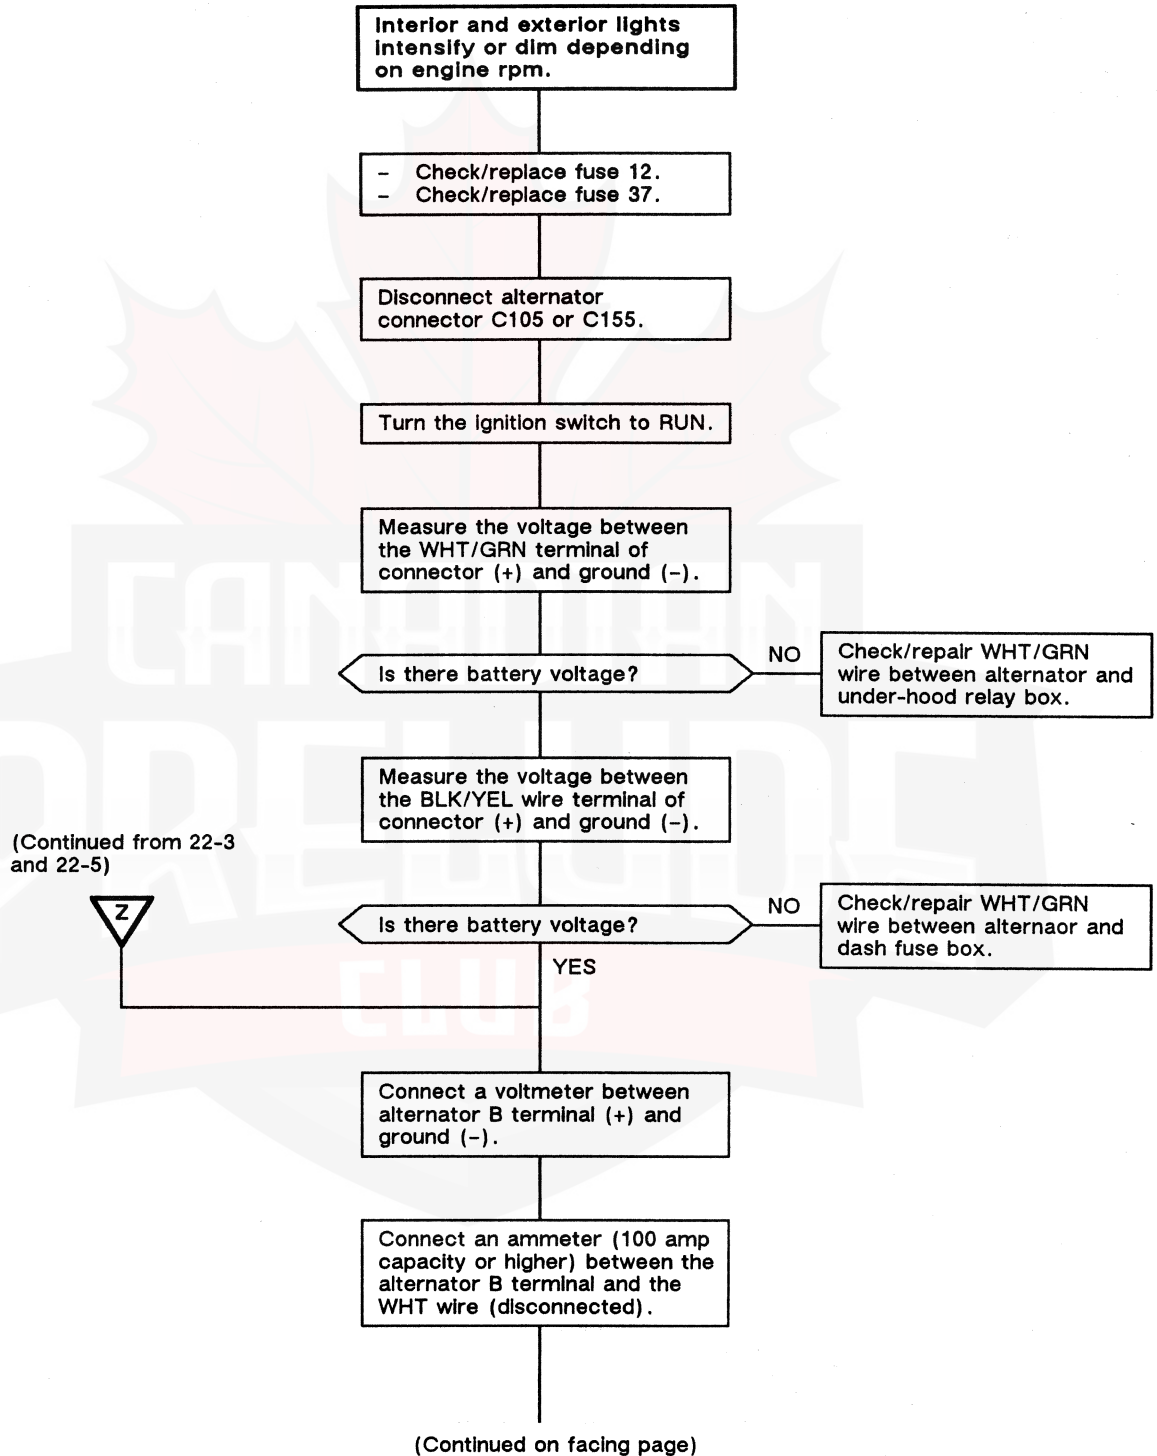 Interior and exterior lights
intensify or dim depending
on engine rpm.
- Check/replace fuse 12.
- Check/replace fuse 37.
Disconnect alternator
connector C105 or C155.
Turn the ignition switch to RUN.
Measure the voltage between
the WHT/GRN terminal of
connector (+) and ground (-).
Is there battery voltage?
NO
Check/repair WHT/GRN
wire between alternator and
under-hood relay box.
Measure the voltage between
the BLK/YEL wire terminal of
connector (+) and ground (-).
(Continued from 22-3
and 22-5)
Z
Is there battery voltage?
NO
Check/repair WHT/GRN
wire between alternaor and
dash fuse box.
YES
Connect a voltmeter between
alternator B terminal (+) and
ground (-).
Connect an ammeter (100 amp
capacity or higher) between the
alternator B terminal and the
WHT wire (disconnected).
(Continued on facing page)
CANADIAN
PRELUDE
CLUB